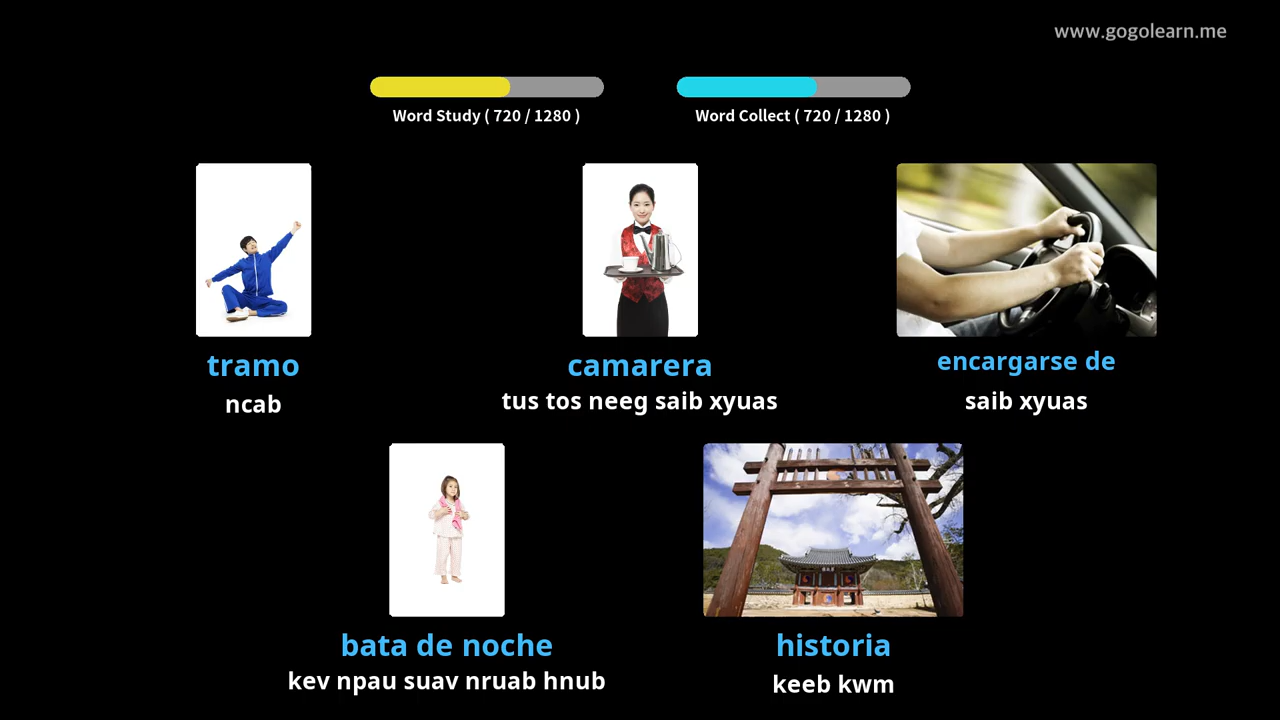 www.gogolearn.me
Word Study ( 720 / 1280 )
Word Collect ( 720 / 1280 )
tramo
ncab
camarera
tus tos neeg saib xyuas
encargarse de
saib xyuas
bata de noche
kev npau suav nruab hnub
historia
keeb kwm